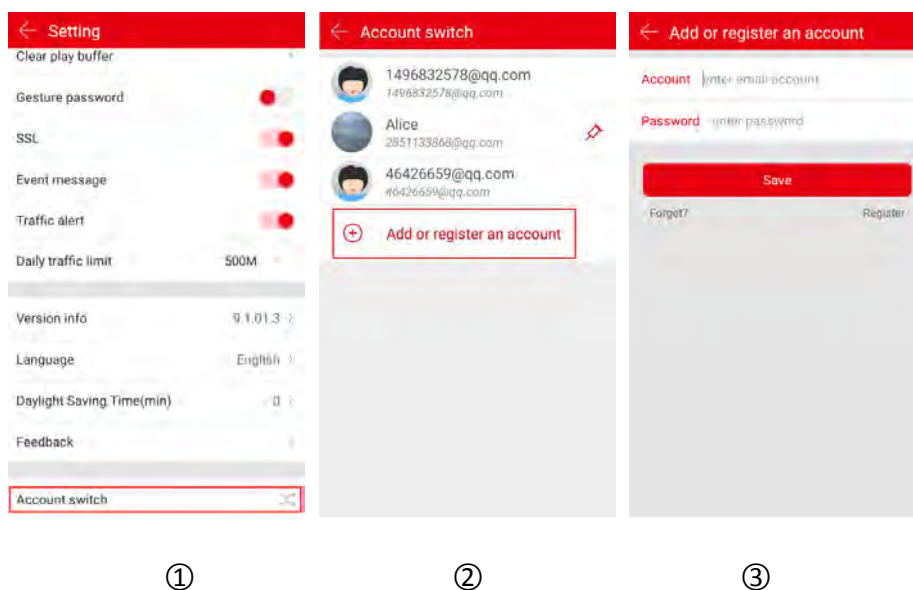 Setting
Clear play buffer
Gesture password
SSL
Event message
Traffic alert
Daily traffic limit 500M
Version info 9.1.01.3
Language English
Daylight Saving Time(min) 0
Feedback
Account switch
①
Account switch
1496832578@qq.com
1496832578@qq.com
Alice
2851133868@qq.com
46426659@qq.com
46426659@qq.com
Add or register an account
②
Add or register an account
Account enter email account
Password enter password
Save
Forgot? Register
③